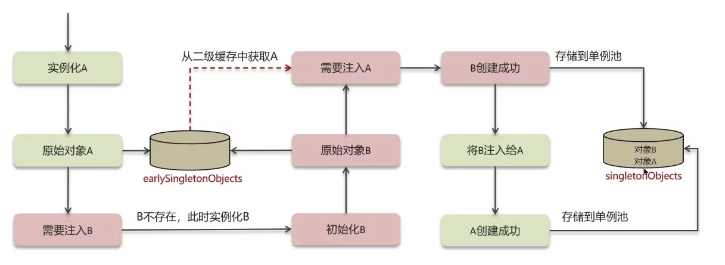 从二级缓存中获取A
存储到单例池
实例化A
需要注入A
B创建成功
原始对象A
earlySingletonObjects
原始对象B
将B注入给A
对象B
对象A
singletonObjects
B不存在，此时实例化B
存储到单例池
需要注入B
初始化B
A创建成功